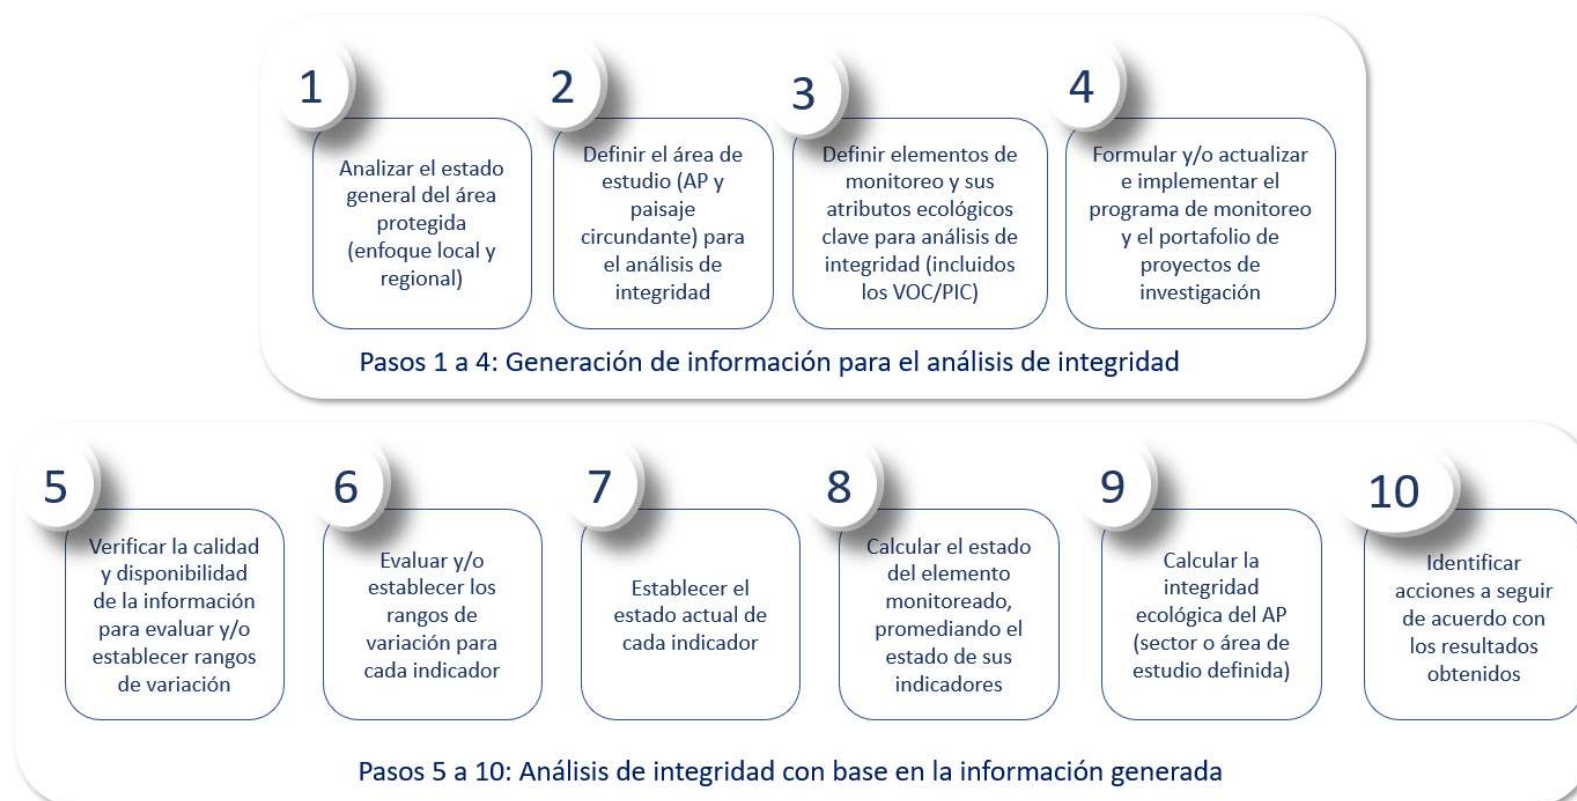 1
Analizar el estado
general del área
protegida
(enfoque local y
regional)
2
Definir el área de
estudio (AP y
paisaje
circundante) para
el análisis de
integridad
3
Definir elementos de
monitoreo y sus
atributos ecológicos
clave para análisis de
integridad (incluidos
los VOC/PIC)
4
Formular y/o actualizar
e implementar el
programa de monitoreo
y el portafolio de
proyectos de
investigación
Pasos 1 a 4: Generación de información para el análisis de integridad
5
Verificar la calidad
y disponibilidad
de la información
para evaluar y/o
establecer rangos
de variación
6
Evaluar y/o
establecer los
rangos de
variación para
cada indicador
7
Establecer el
estado actual de
cada indicador
8
Calcular el estado
del elemento
monitoreado,
promediando el
estado de sus
indicadores
9
Calcular la
integridad
ecológica del AP
(sector o área de
estudio definida)
10
Identificar
acciones a seguir
de acuerdo con
los resultados
obtenidos
Pasos 5 a 10: Análisis de integridad con base en la información generada